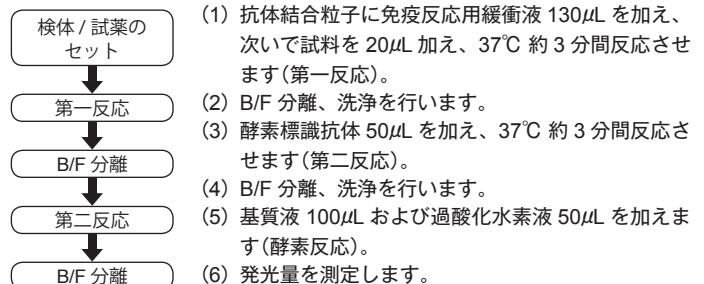 検体 / 試薬の
セット
第一反応
B/F 分離
第二反応
B/F 分離
(1) 抗体結合粒子に免疫反応用緩衝液 130μL を加え、
次いで試料を 20μL 加え、37℃ 約 3 分間反応させ
ます(第一反応)。
(2) B/F 分離、洗浄を行います。
(3) 酵素標識抗体 50μL を加え、37℃ 約 3 分間反応さ
せます(第二反応)。
(4) B/F 分離、洗浄を行います。
(5) 基質液 100μL および過酸化水素液 50μL を加えま
す(酵素反応)。
(6) 発光量を測定します。